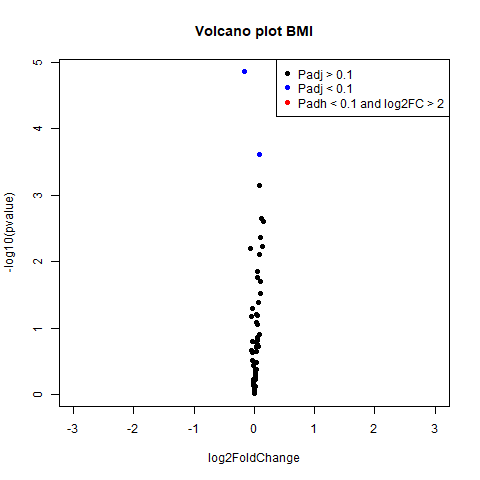 Volcano plot BMI
Padj > 0.1
Padj < 0.1
Padh < 0.1 and log2FC > 2
5
4
3
2
1
0
-log10(pvalue)
-3 -2 -1 0 1 2 3
log2FoldChange